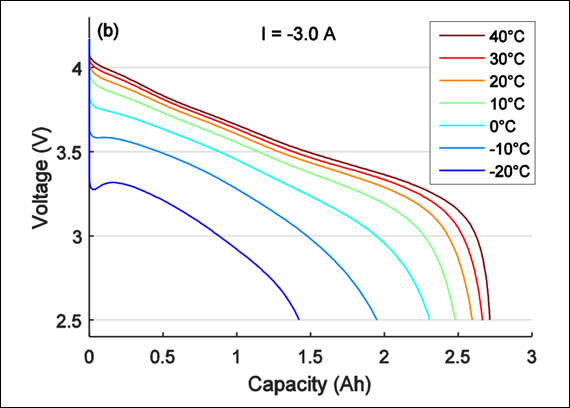 (b)
I = -3.0 A
40°C
30°C
20°C
10°C
0°C
-10°C
-20°C
Voltage (V)
4
3.5
3
2.5
0
0.5
1
1.5
2
2.5
3
Capacity (Ah)